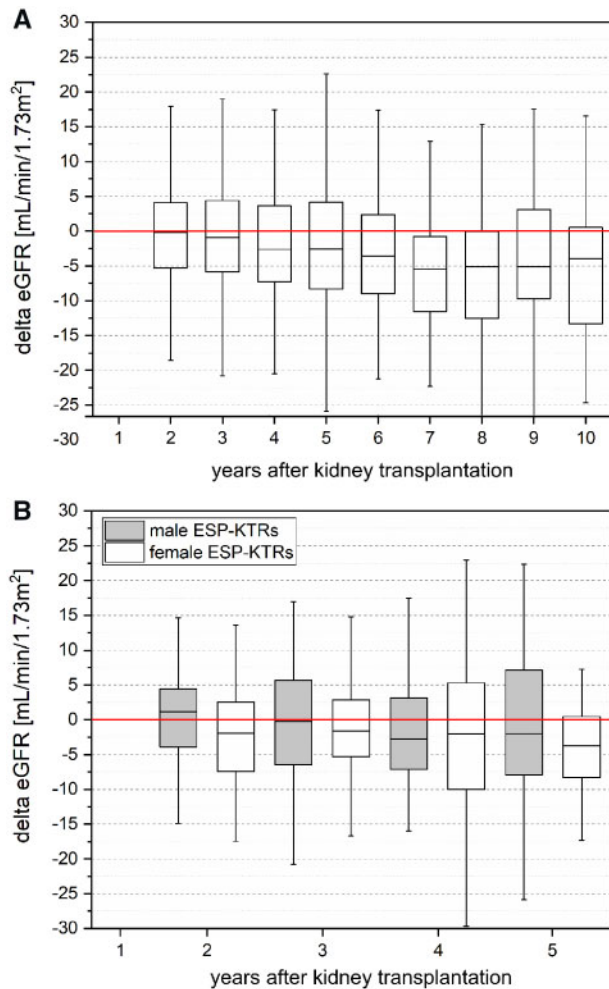 A
delta eGFR [mL/min/1.73m²]
30
25
20
15
10
5
0
-5
-10
-15
-20
-25
-30
1 2 3 4 5 6 7 8 9 10
years after kidney transplantation
B
male ESP-KTRs
female ESP-KTRs
delta eGFR [mL/min/1.73m²]
30
25
20
15
10
5
0
-5
-10
-15
-20
-25
-30
1 2 3 4 5
years after kidney transplantation